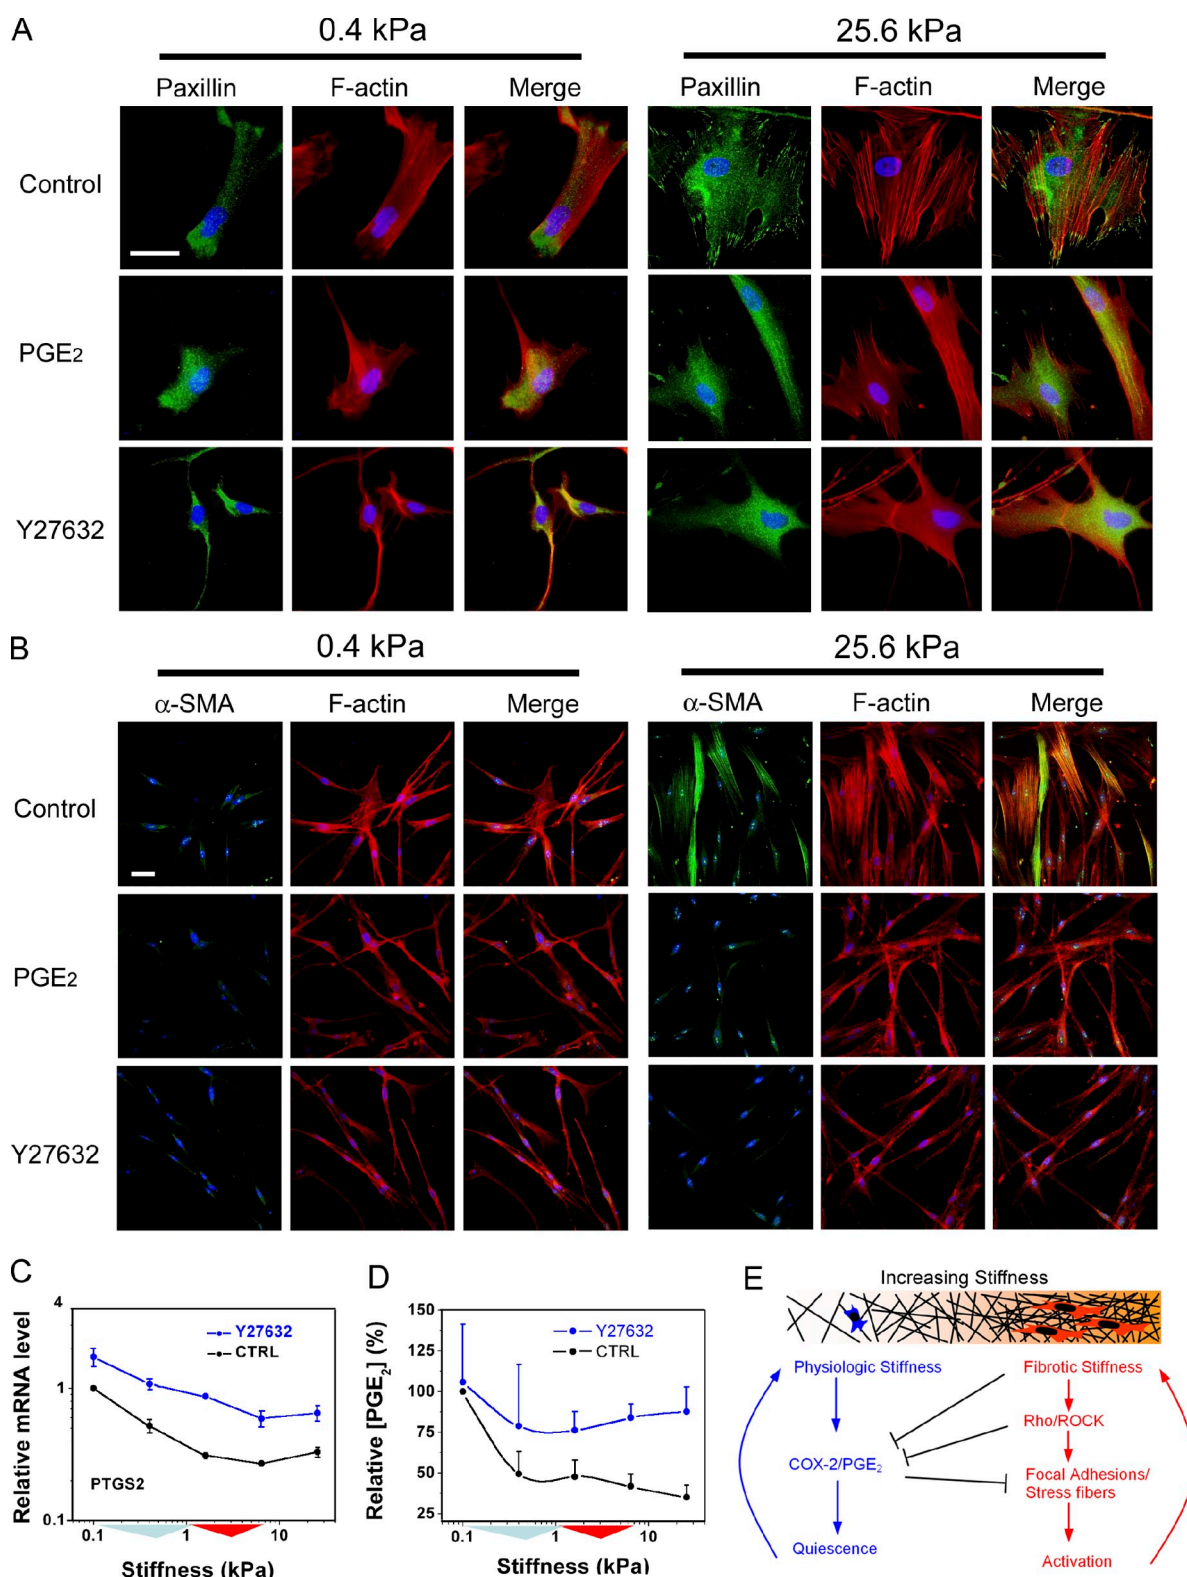 A
0.4 kPa
25.6 kPa
Paxillin F-actin Merge
Paxillin F-actin Merge
Control
PGE2
Y27632
B
0.4 kPa
25.6 kPa
α-SMA F-actin Merge
α-SMA F-actin Merge
Control
PGE2
Y27632
C
Relative mRNA level
4
1
0.1
Y27632
CTRL
PTGS2
0.1 1 10
Stiffness (kPa)
D
Relative [PGE2] (%)
150
125
100
75
50
25
Y27632
CTRL
0.1 1 10
Stiffness (kPa)
E
Increasing Stiffness
Physiologic Stiffness
Fibrotic Stiffness
Rho/ROCK
COX-2/PGE2
Focal Adhesions/
Stress fibers
Quiescence
Activation